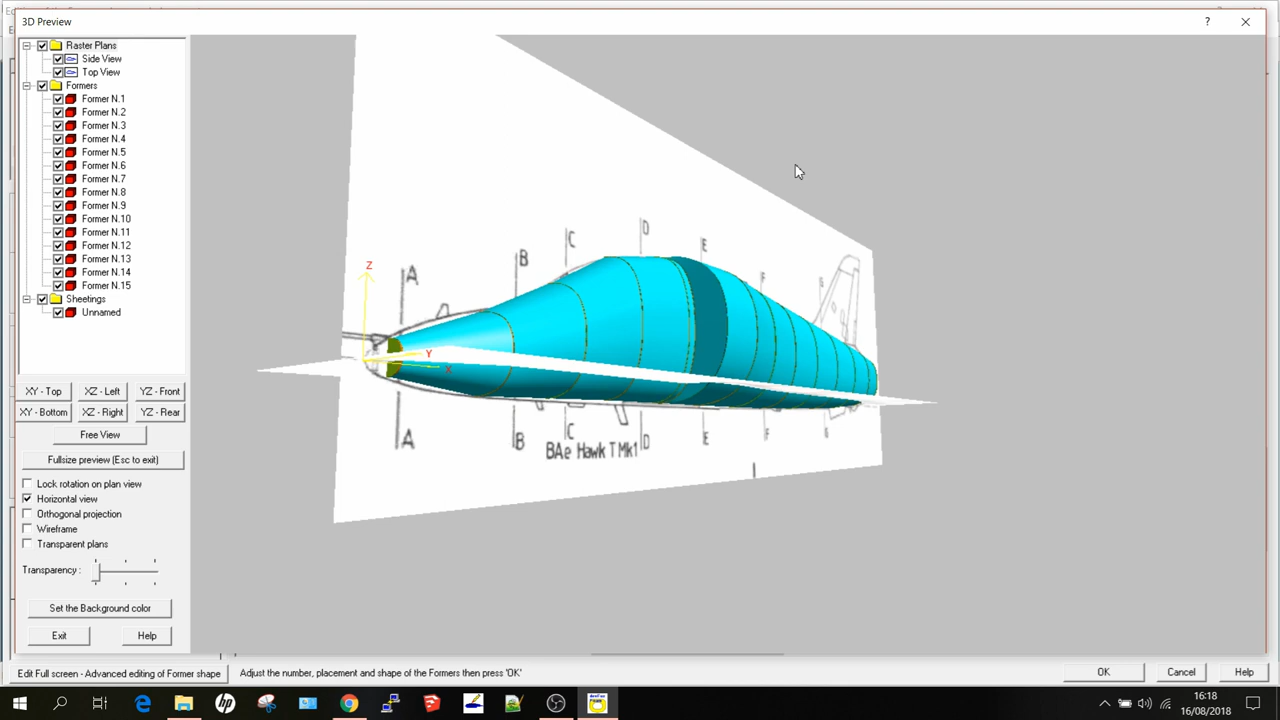 3D Preview
Raster Plans
Side View
Top View
Formers
Former N.1
Former N.2
Former N.3
Former N.4
Former N.5
Former N.6
Former N.7
Former N.8
Former N.9
Former N.10
Former N.11
Former N.12
Former N.13
Former N.14
Former N.15
Sheetings
Unnamed
XY - Top
XZ - Left
YZ - Front
XY - Bottom
XZ - Right
YZ - Rear
Free View
Fullsize preview (Esc to exit)
Lock rotation on plan view
Horizontal view
Orthogonal projection
Wireframe
Transparent plans
Transparency :
Set the Background color
Exit
Help
Z
Y
X
A
B
C
D
E
F
G
A
B
C
D
E
F
G
BAe Hawk T Mk1
Edit Full screen - Advanced editing of Former shape
Adjust the number, placement and shape of the Formers then press 'OK'
OK
Cancel
Help
hp
16:18
16/08/2018